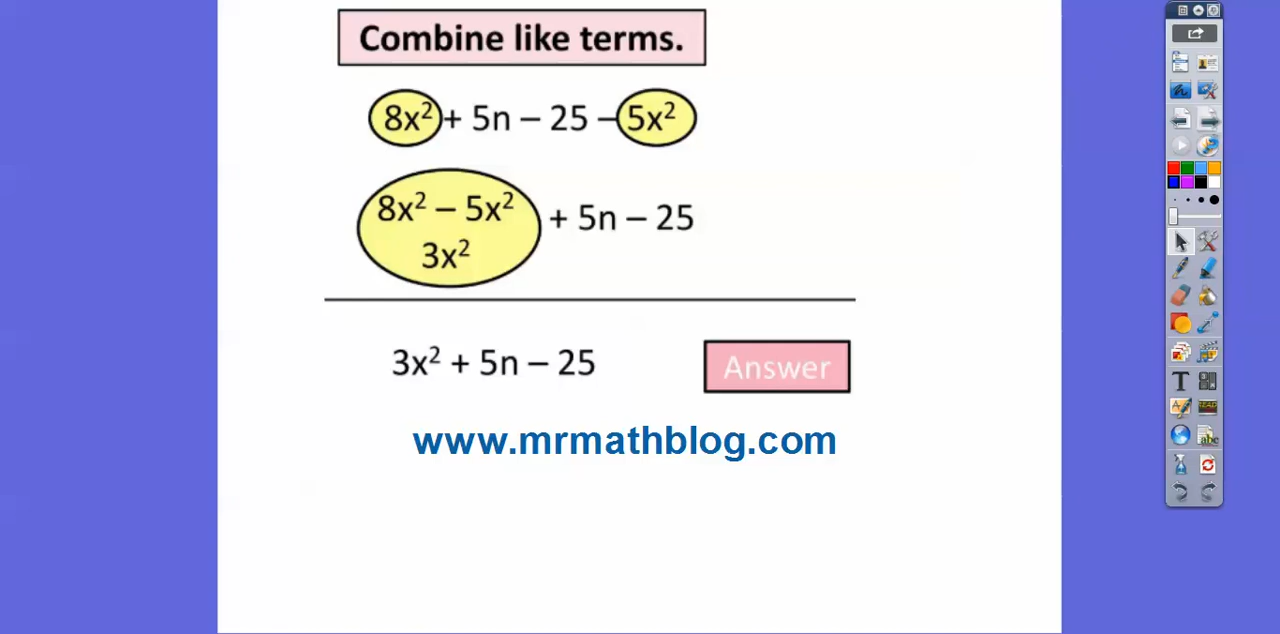 Combine like terms.
8x² + 5n – 25 – 5x²
8x² – 5x²
3x²
+ 5n – 25
3x² + 5n – 25
Answer
www.mrmathblog.com